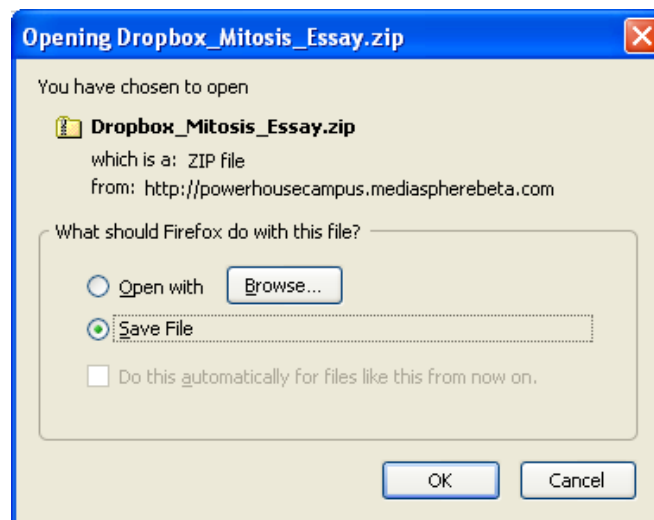 Opening Dropbox_Mitosis_Essay.zip
You have chosen to open
Dropbox_Mitosis_Essay.zip
which is a: ZIP file
from: http://powerhousecampus.mediaspherebeta.com
What should Firefox do with this file?
Open with Browse...
Save File
Do this automatically for files like this from now on.
OK Cancel